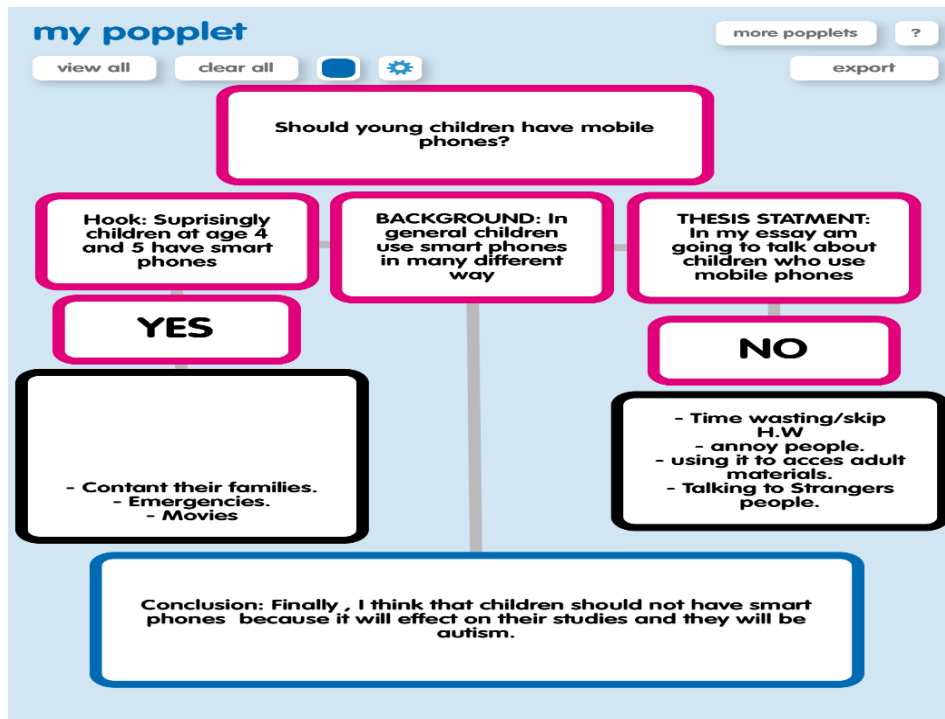 my popplet
more popplets
?
view all
clear all
export
Should young children have mobile
phones?
Hook: Suprisingly
children at age 4
and 5 have smart
phones
BACKGROUND: In
general children
use smart phones
in many different
way
THESIS STATMENT:
In my essay am
going to talk about
children who use
mobile phones
YES
NO
- Contant their families.
- Emergencies.
- Movies
- Time wasting/skip
H.W
- annoy people.
- using it to acces adult
materials.
- Talking to Strangers
people.
Conclusion: Finally , I think that children should not have smart
phones  because it will effect on their studies and they will be
autism.